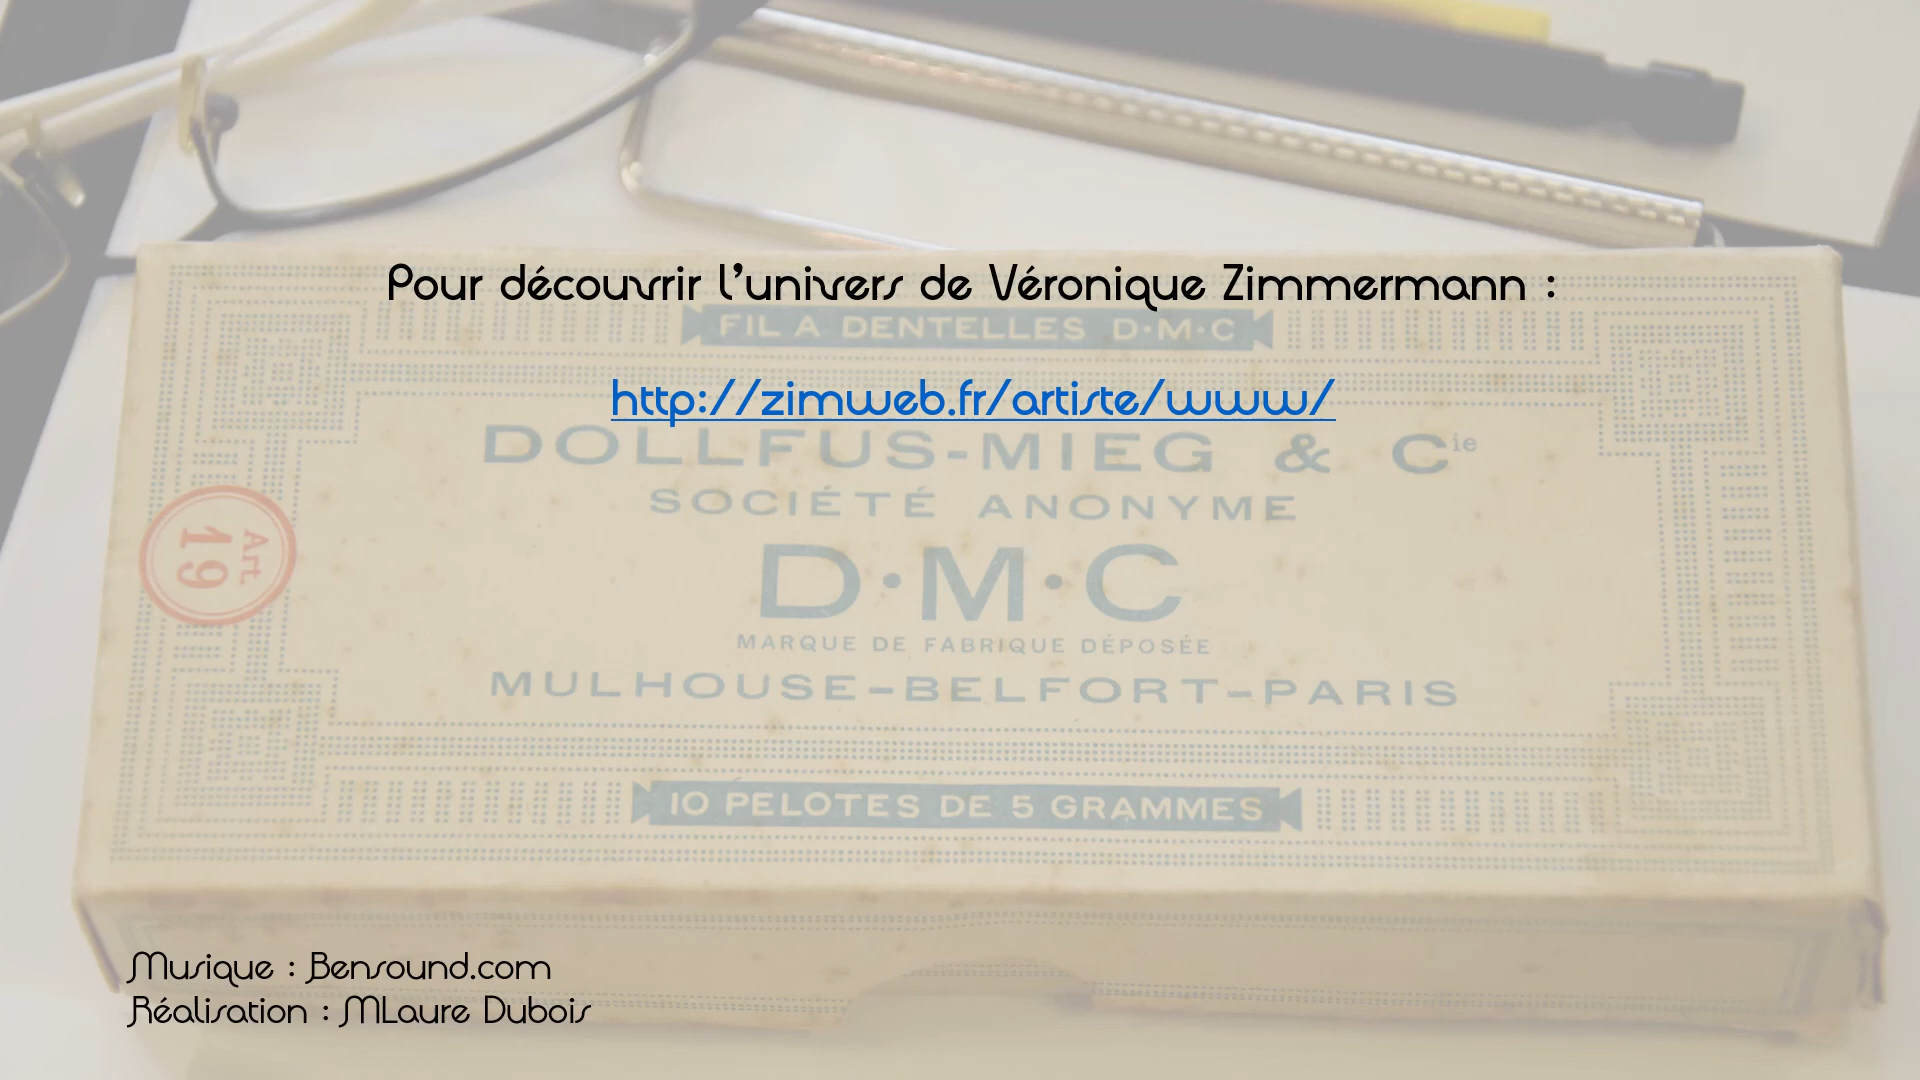 Pour découvrir l'univers de Véronique Zimmermann :
FIL A DENTELLES D·M·C
http://zimweb.fr/artiste/www/
DOLLFUS-MIEG & Cie
SOCIÉTÉ ANONYME
Art
19
D·M·C
MARQUE DE FABRIQUE DÉPOSÉE
MULHOUSE-BELFORT-PARIS
10 PELOTES DE 5 GRAMMES
Musique : Bensound.com
Réalisation : MLaure Dubois